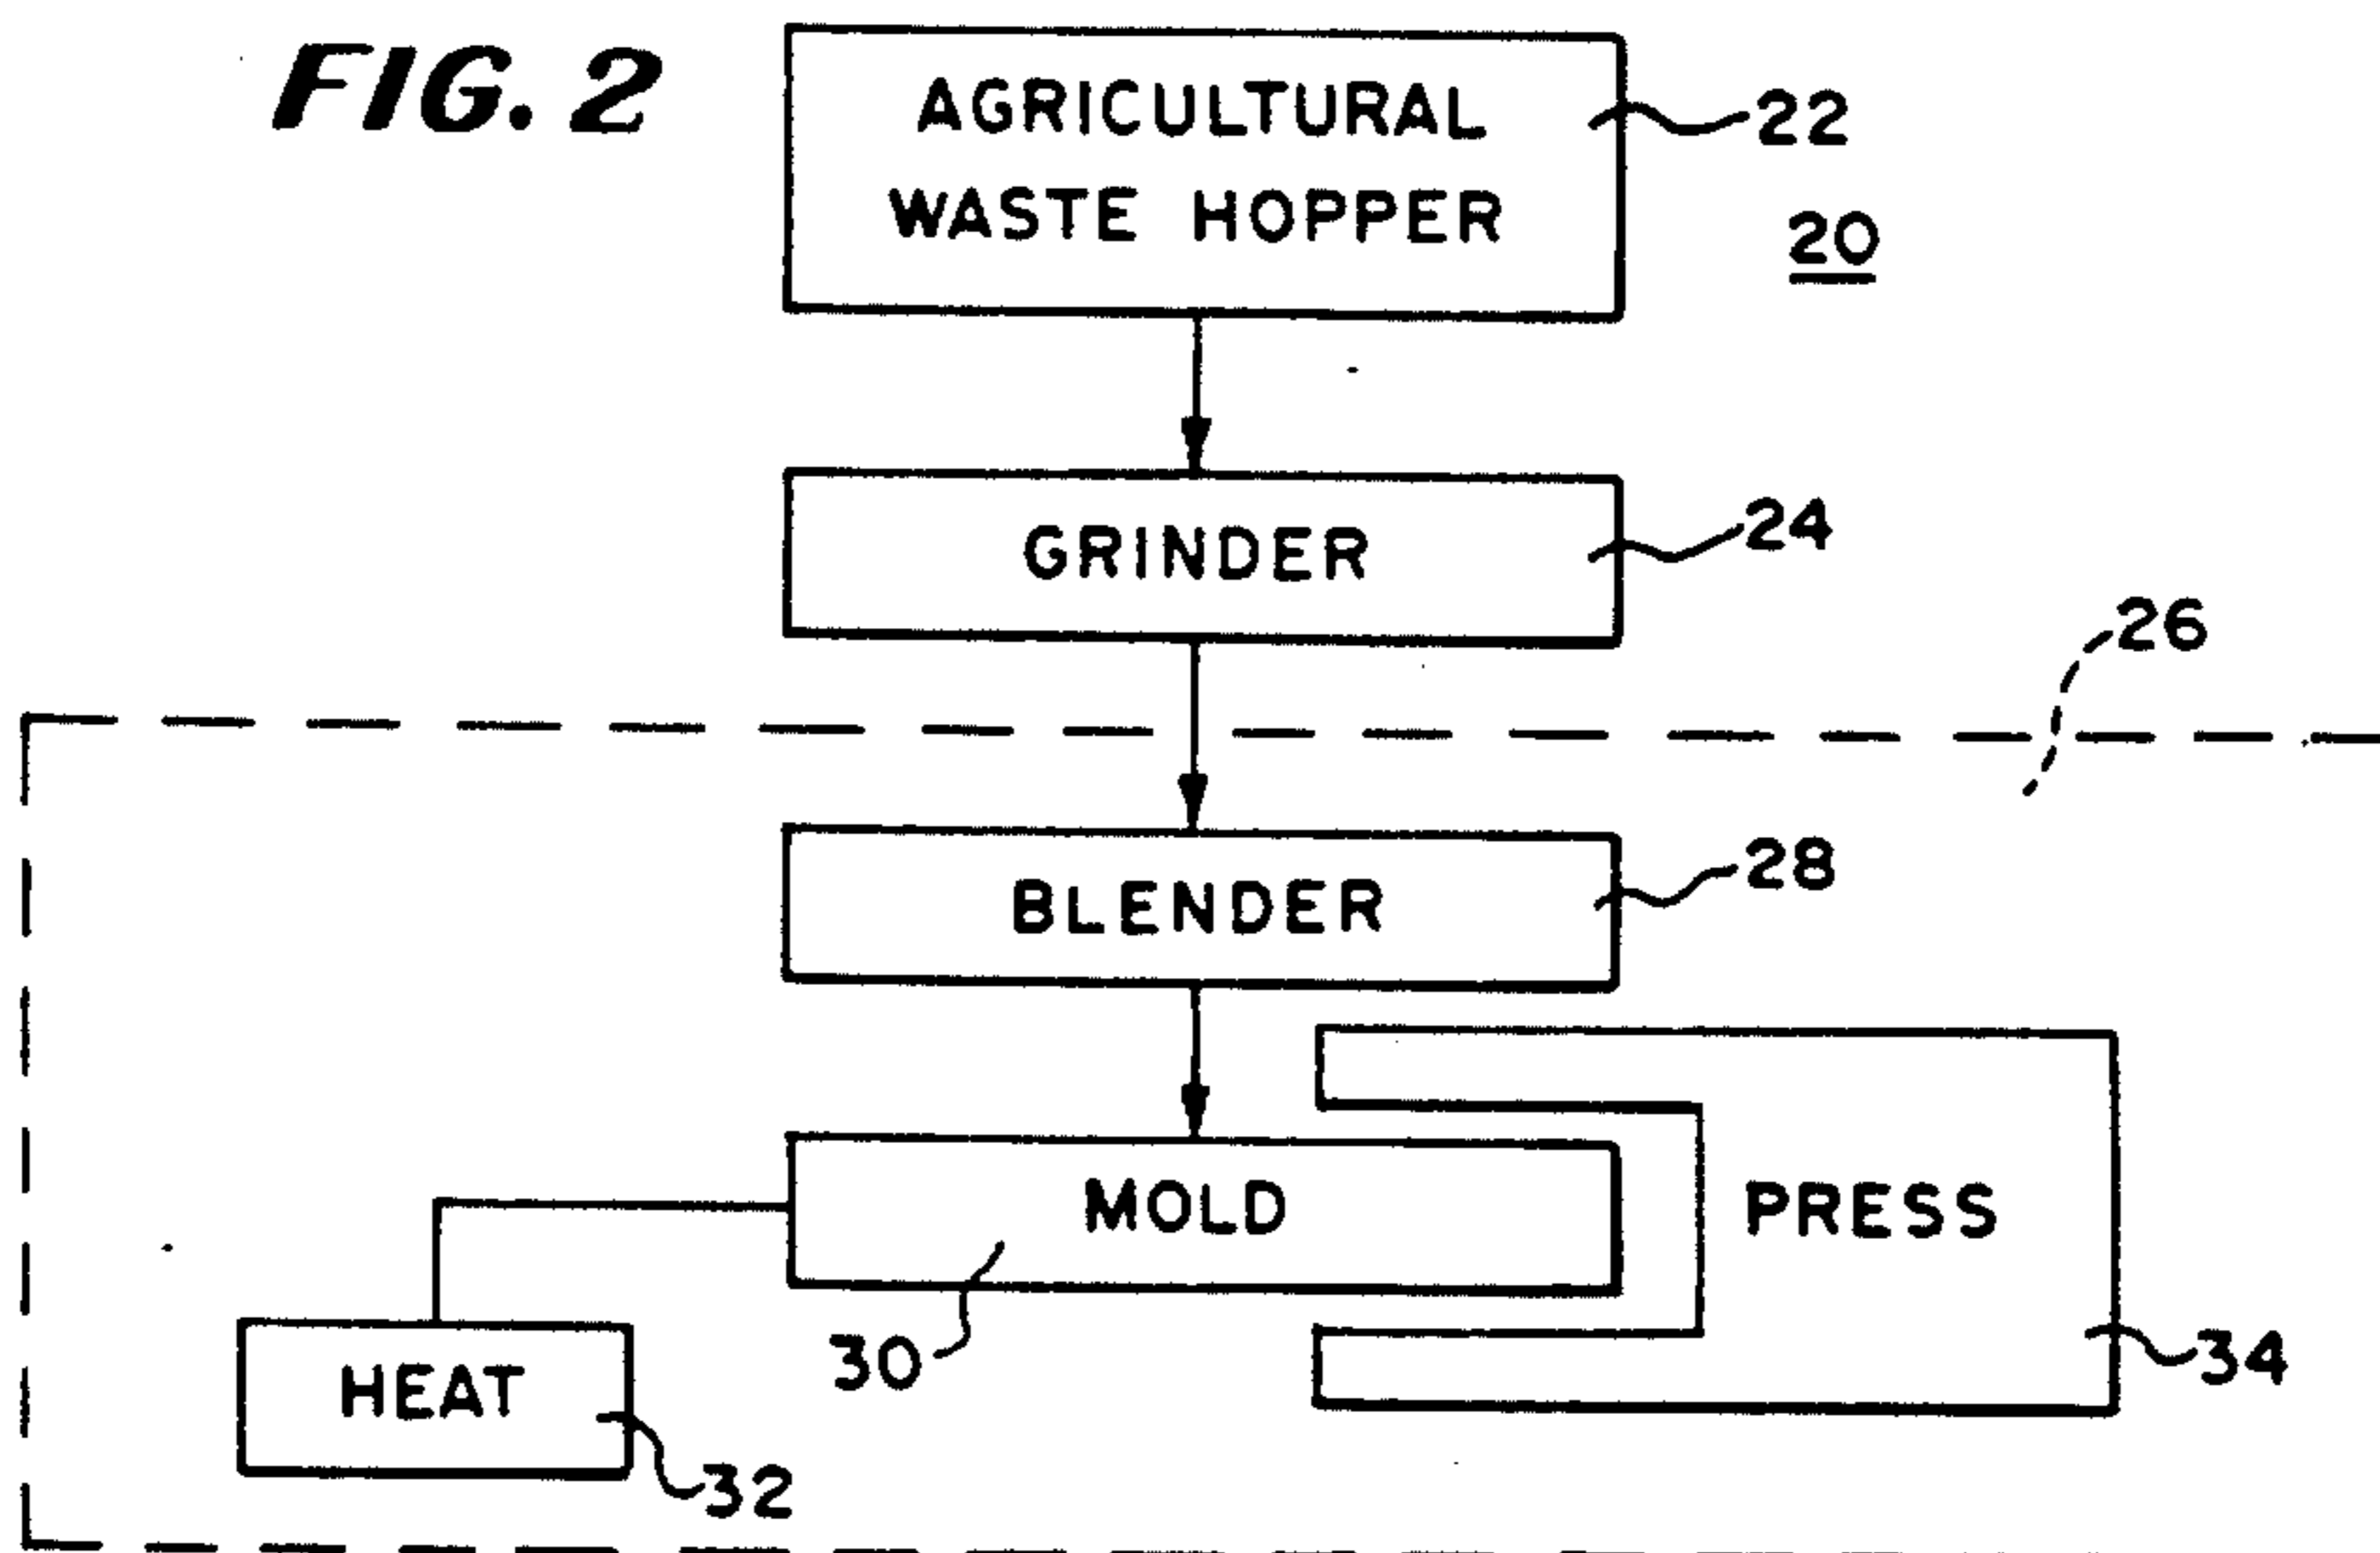 FIG. 2
AGRICULTURAL
WASTE HOPPER
22
20
GRINDER
24
26
BLENDER
28
MOLD
PRESS
30
34
HEAT
32